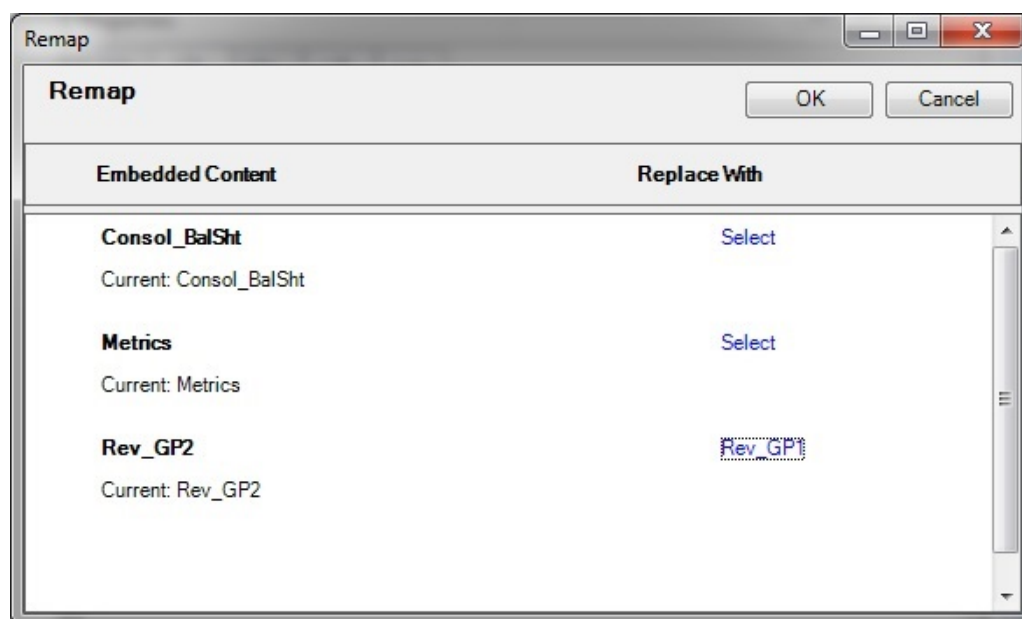 Remap
Remap
OK Cancel
Embedded Content Replace With
Consol_BalSht Select
Current: Consol_BalSht
Metrics Select
Current: Metrics
Rev_GP2 Rev_GP1
Current: Rev_GP2